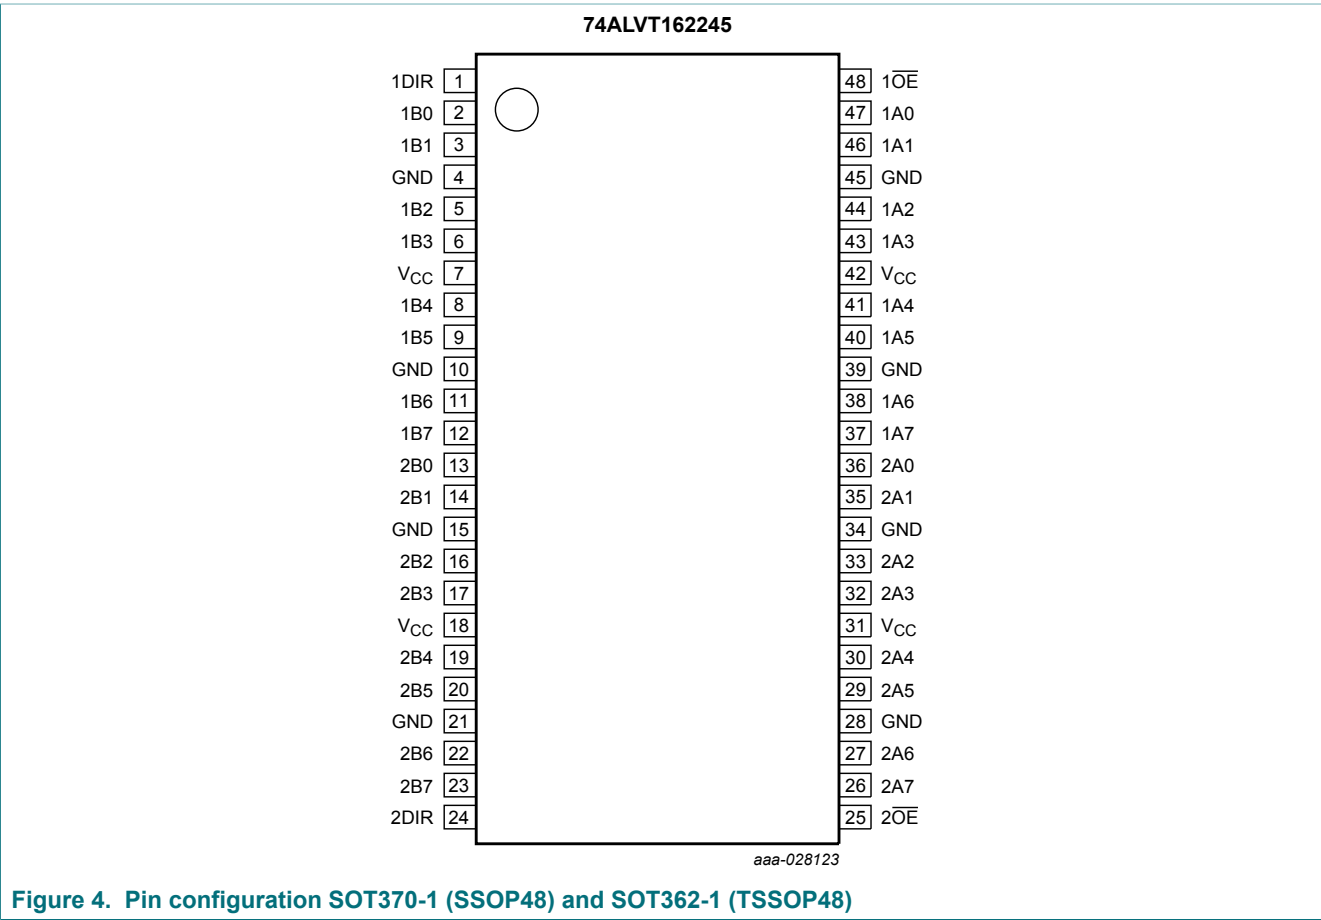 74ALVT162245
1DIR 1 48 1OE
1B0 2 47 1A0
1B1 3 46 1A1
GND 4 45 GND
1B2 5 44 1A2
1B3 6 43 1A3
VCC 7 42 VCC
1B4 8 41 1A4
1B5 9 40 1A5
GND 10 39 GND
1B6 11 38 1A6
1B7 12 37 1A7
2B0 13 36 2A0
2B1 14 35 2A1
GND 15 34 GND
2B2 16 33 2A2
2B3 17 32 2A3
VCC 18 31 VCC
2B4 19 30 2A4
2B5 20 29 2A5
GND 21 28 GND
2B6 22 27 2A6
2B7 23 26 2A7
2DIR 24 25 2OE
aaa-028123
Figure 4. Pin configuration SOT370-1 (SSOP48) and SOT362-1 (TSSOP48)